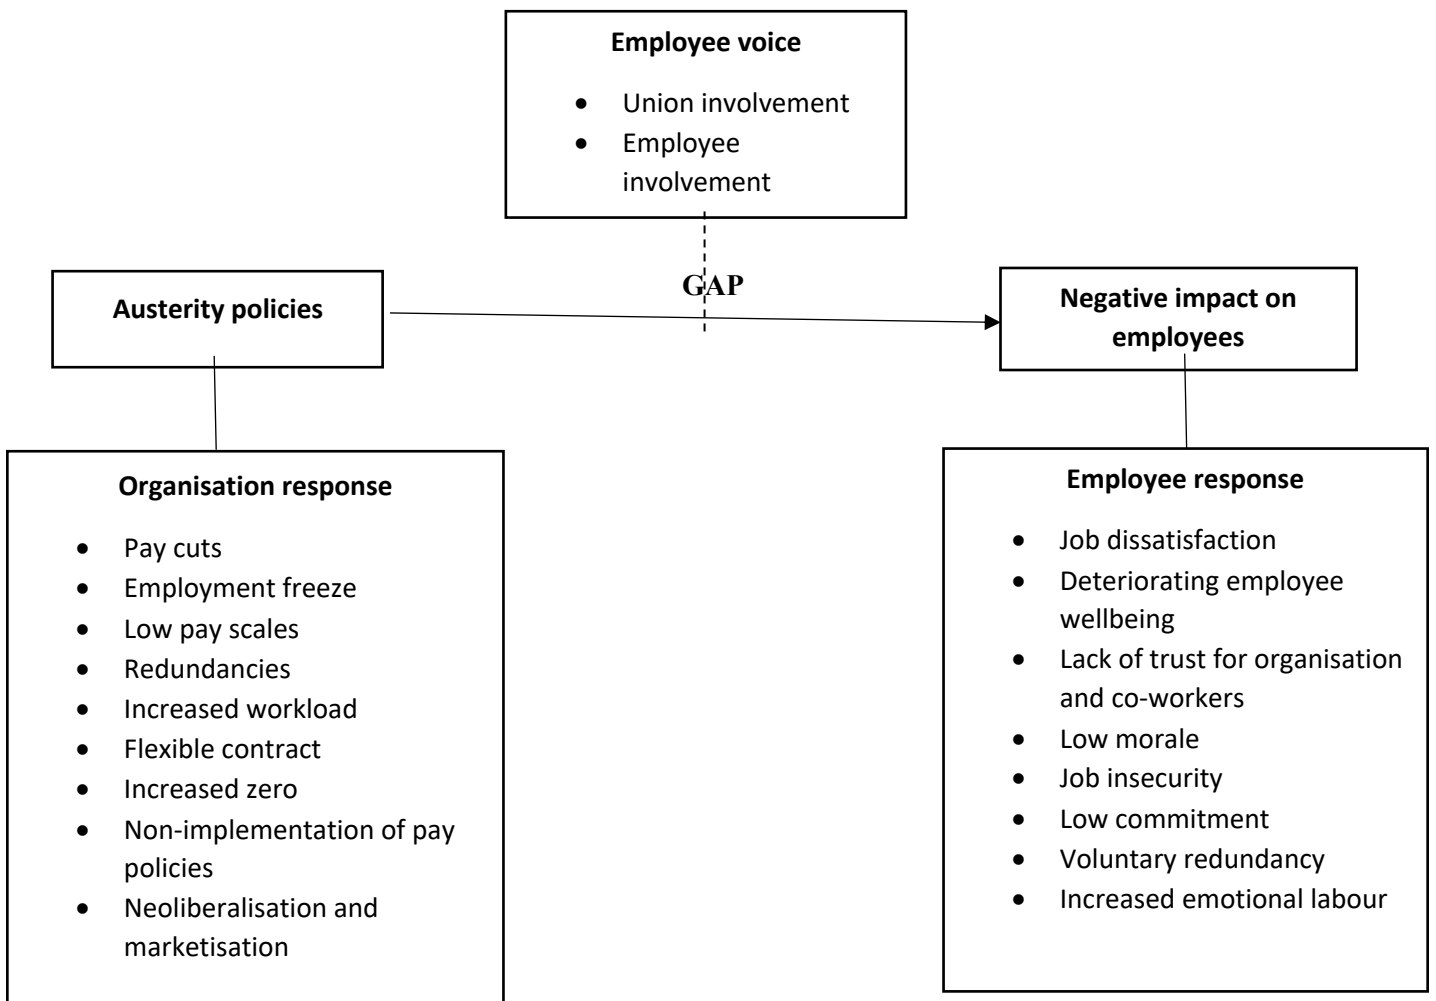 Employee voice
• Union involvement
• Employee
involvement
GAP
Austerity policies
Negative impact on
employees
Organisation response
• Pay cuts
• Employment freeze
• Low pay scales
• Redundancies
• Increased workload
• Flexible contract
• Increased zero
• Non-implementation of pay
policies
• Neoliberalisation and
marketisation
Employee response
• Job dissatisfaction
• Deteriorating employee
wellbeing
• Lack of trust for organisation
and co-workers
• Low morale
• Job insecurity
• Low commitment
• Voluntary redundancy
• Increased emotional labour